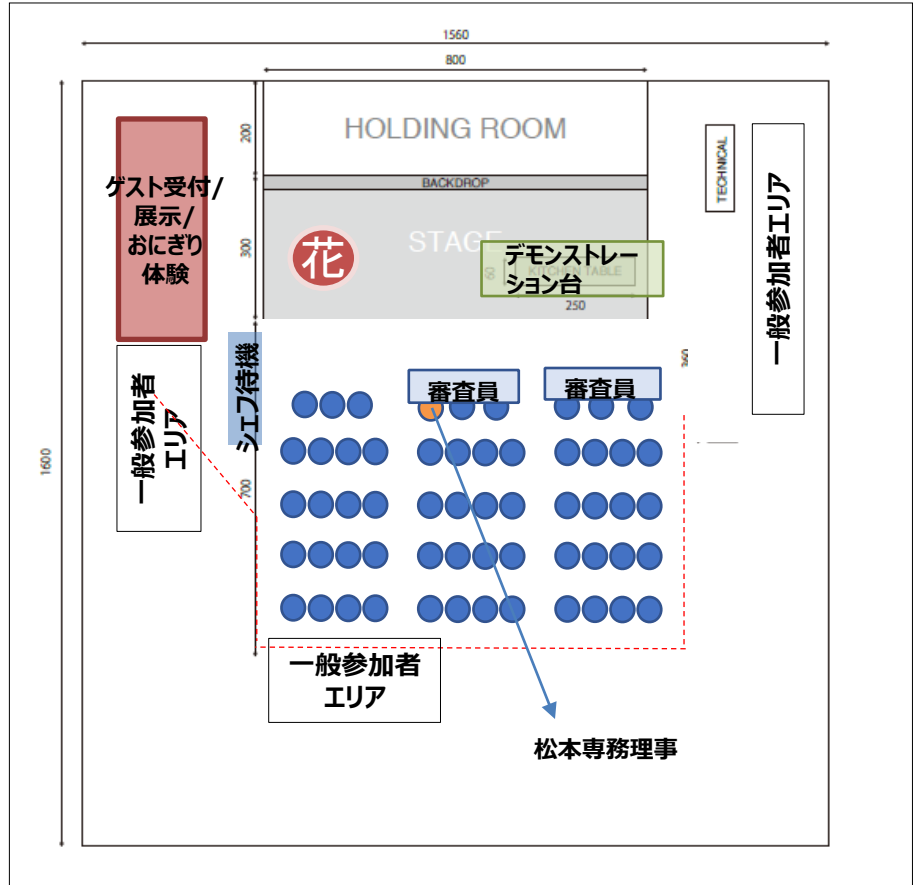 1560
800
200
HOLDING ROOM
BACKDROP
TECHNICAL
一般参加者エリア
ゲスト受付/
展示/
おにぎり
体験
300
花
STAGE
デモンストレー
ション台
60
KITCHEN TABLE
250
一般参加者
エリア
シェフ待機
審査員
審査員
360
1600
700
一般参加者
エリア
松本専務理事